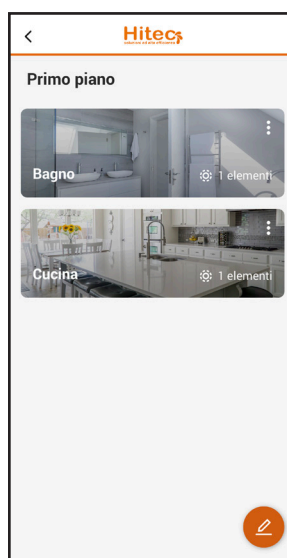 Hitecs
Primo piano
Bagno
1 elementi
Cucina
1 elementi